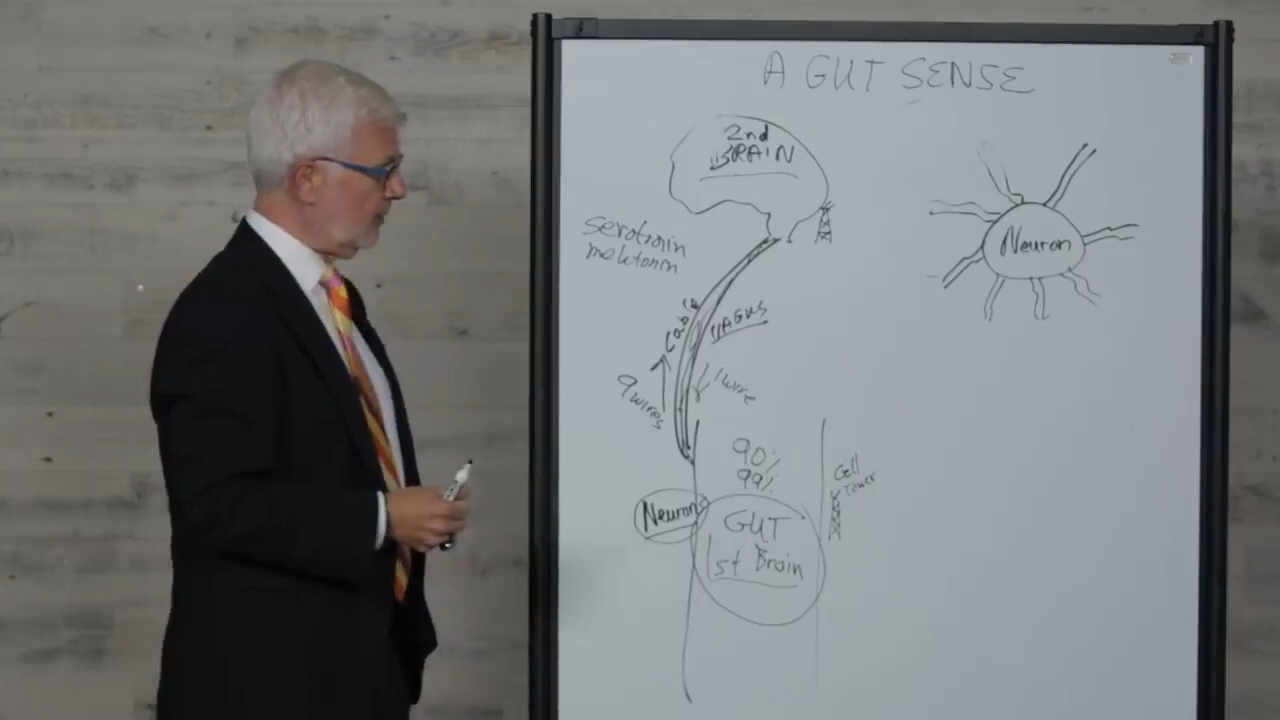 A GUT SENSE
2nd
BRAIN
serotonin
melatonin
Neuron
cable
VAGUS
9 wires
1 wire
90%
99%
Cell
Tower
Neuron
GUT
1st Brain